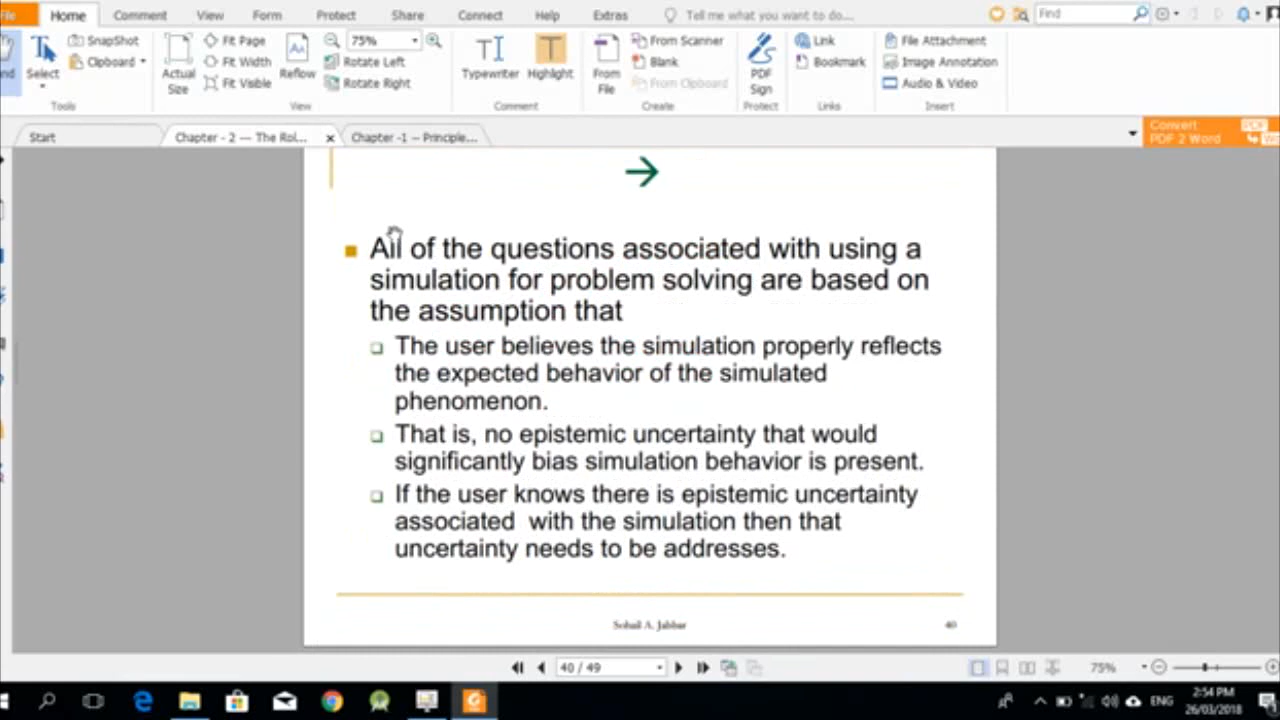 File Home Comment View Form Protect Share Connect Help Extras Tell me what you want to do... Find
SnapShot Fit Page 75% From Scanner Link File Attachment
Clipboard Fit Width Rotate Left Blank Bookmark Image Annotation
Select Actual Size Fit Visible Reflow Rotate Right Typewriter Highlight From File From Clipboard PDF Sign Audio & Video
Tools View Comment Create Protect Links Insert
Start Chapter - 2 --- The Rol... Chapter -1 -- Principle... Convert
PDF 2 Word
All of the questions associated with using a
simulation for problem solving are based on
the assumption that
The user believes the simulation properly reflects
the expected behavior of the simulated
phenomenon.
That is, no epistemic uncertainty that would
significantly bias simulation behavior is present.
If the user knows there is epistemic uncertainty
associated with the simulation then that
uncertainty needs to be addresses.
Sohail A. Jabbar 40
40 / 49 75%
ENG 2:54 PM
26/03/2018